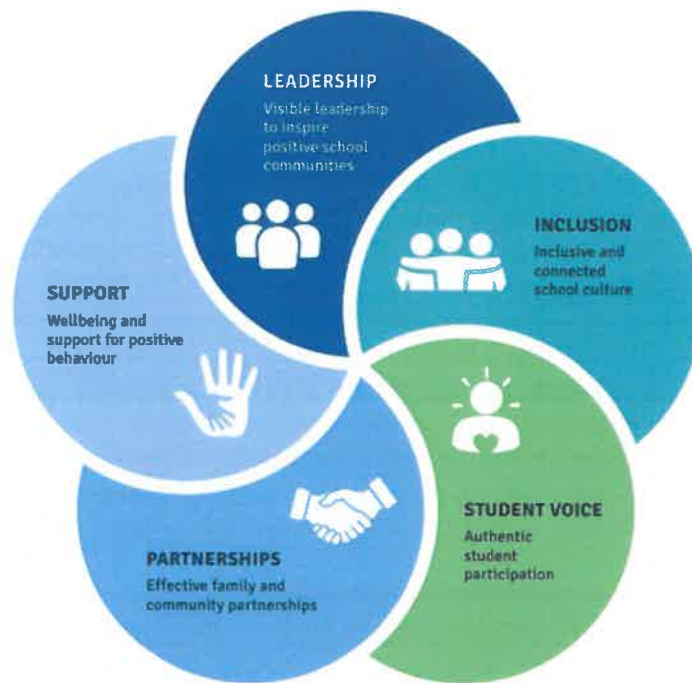 LEADERSHIP
Visible leadership
to inspire
positive school
communities
INCLUSION
Inclusive and
connected
school culture
STUDENT VOICE
Authentic
student
participation
PARTNERSHIPS
Effective family and
community partnerships
SUPPORT
Wellbeing and
support for positive
behaviour